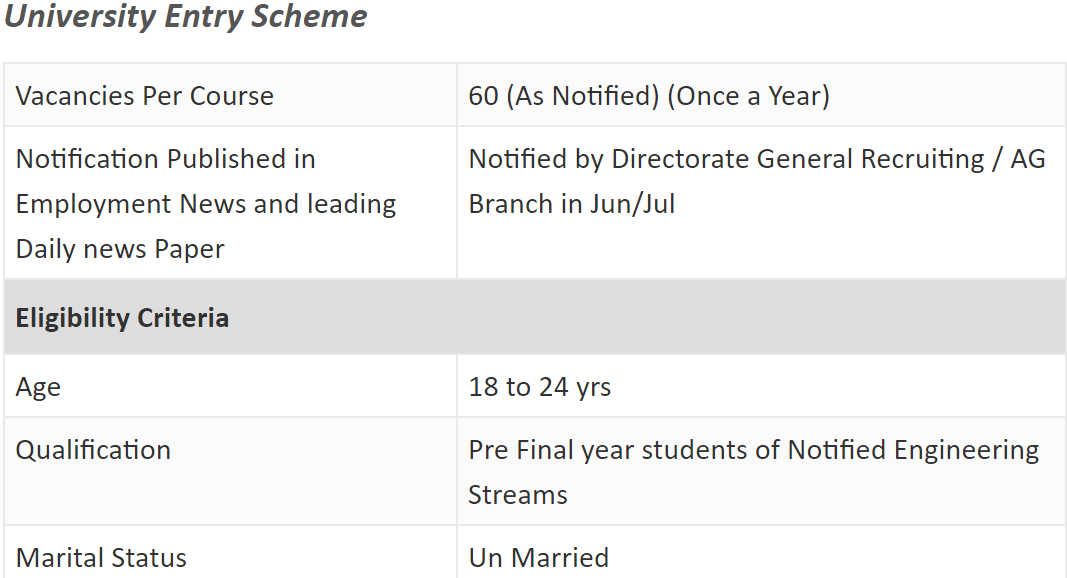 University Entry Scheme
Vacancies Per Course
60 (As Notified) (Once a Year)
Notification Published in
Employment News and leading
Daily news Paper
Notified by Directorate General Recruiting / AG
Branch in Jun/Jul
Eligibility Criteria
Age
18 to 24 yrs
Qualification
Pre Final year students of Notified Engineering
Streams
Marital Status
Un Married